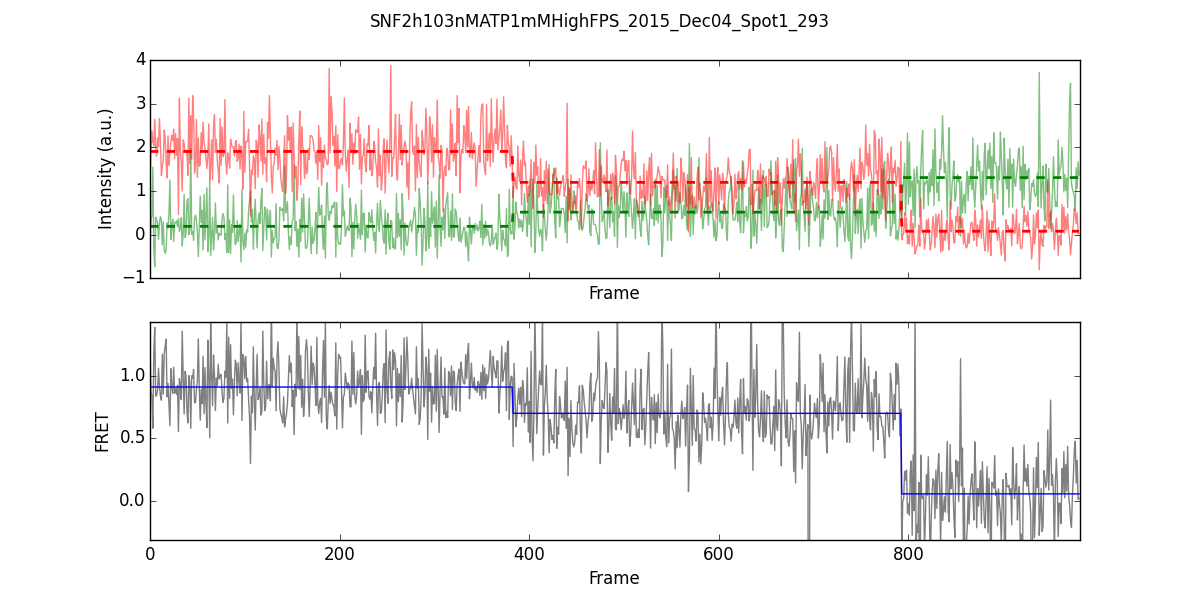 SNF2h103nMATP1mMHighFPS_2015_Dec04_Spot1_293
4
3
2
1
0
−1
Intensity (a.u.)
Frame
1.0
0.5
0.0
FRET
0 200 400 600 800
Frame